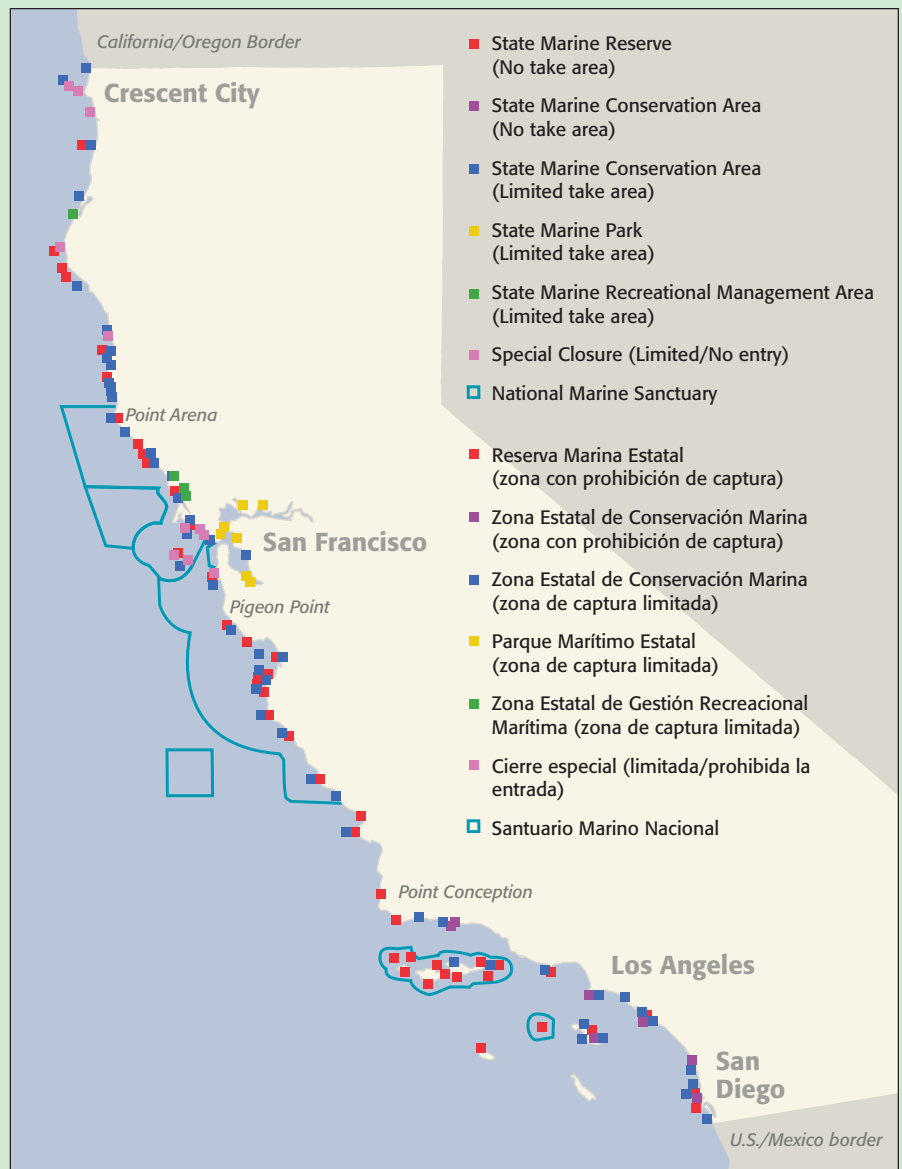 California/Oregon Border
Crescent City
Point Arena
San Francisco
Pigeon Point
Point Conception
Los Angeles
San
Diego
U.S./Mexico border
State Marine Reserve
(No take area)
State Marine Conservation Area
(No take area)
State Marine Conservation Area
(Limited take area)
State Marine Park
(Limited take area)
State Marine Recreational Management Area
(Limited take area)
Special Closure (Limited/No entry)
National Marine Sanctuary
Reserva Marina Estatal
(zona con prohibición de captura)
Zona Estatal de Conservación Marina
(zona con prohibición de captura)
Zona Estatal de Conservación Marina
(zona de captura limitada)
Parque Marítimo Estatal
(zona de captura limitada)
Zona Estatal de Gestión Recreacional
Marítima (zona de captura limitada)
Cierre especial (limitada/prohibida la
entrada)
Santuario Marino Nacional